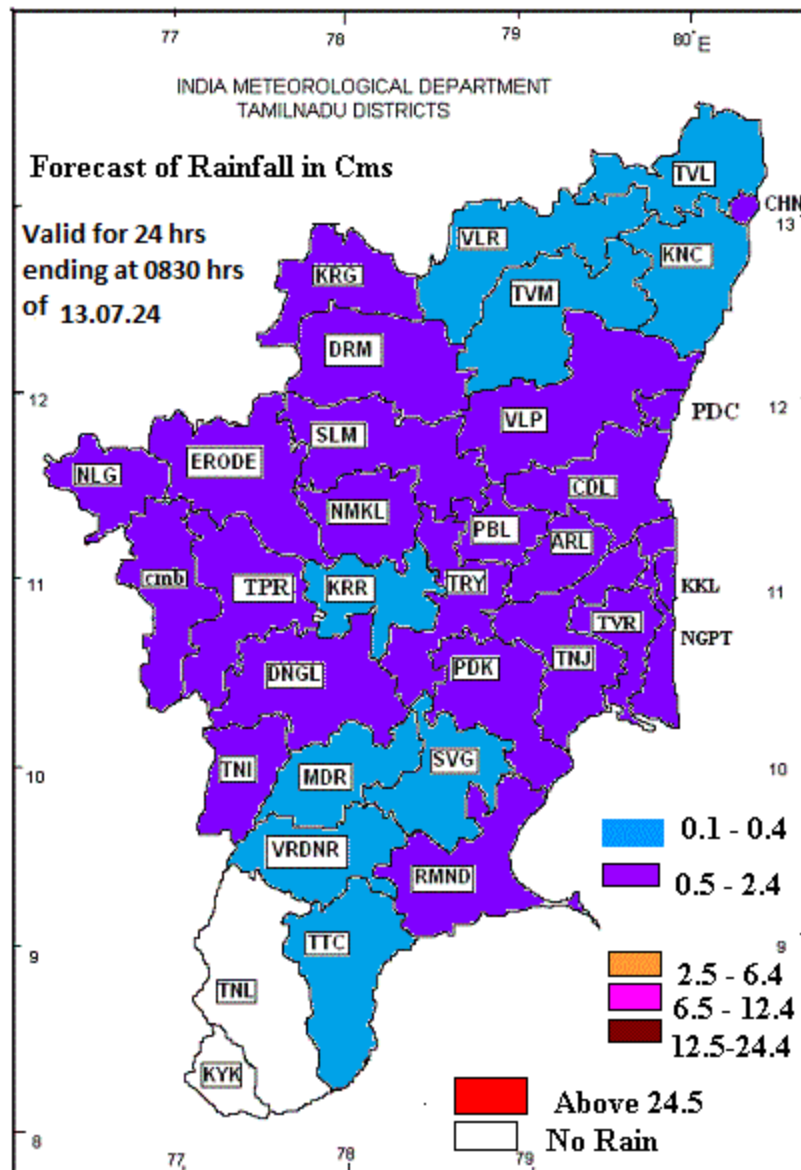 77 78 79 80°E
INDIA METEOROLOGICAL DEPARTMENT
TAMILNADU DISTRICTS
Forecast of Rainfall in Cms
TVL
CHN
13
Valid for 24 hrs
ending at 0830 hrs
of 13.07.24
VLR
KNC
KRG
TVM
DRM
12
12
PDC
VLP
SLM
ERODE
NLG
CDL
NMKL
PBL
ARL
11
cmb
TPR
KRR
TRY
KKL
11
TVR
NGPT
DNGL
PDK
TNJ
10
TNI
MDR
SVG
10
0.1 - 0.4
VRDNR
RMND
0.5 - 2.4
9
TTC
9
2.5 - 6.4
TNL
6.5 - 12.4
12.5-24.4
KYK
Above 24.5
No Rain
8
77 78 79